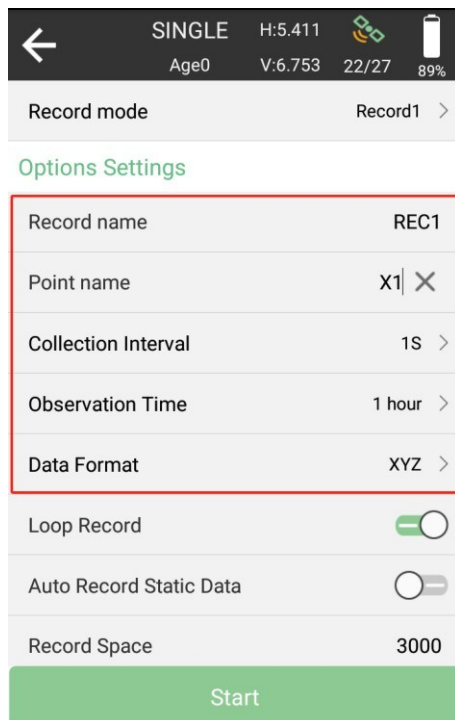 SINGLE H:5.411
Age0 V:6.753 22/27 89%
Record mode Record1 >
Options Settings
Record name REC1
Point name X1
Collection Interval 1S >
Observation Time 1 hour >
Data Format XYZ >
Loop Record
Auto Record Static Data
Record Space 3000
Start